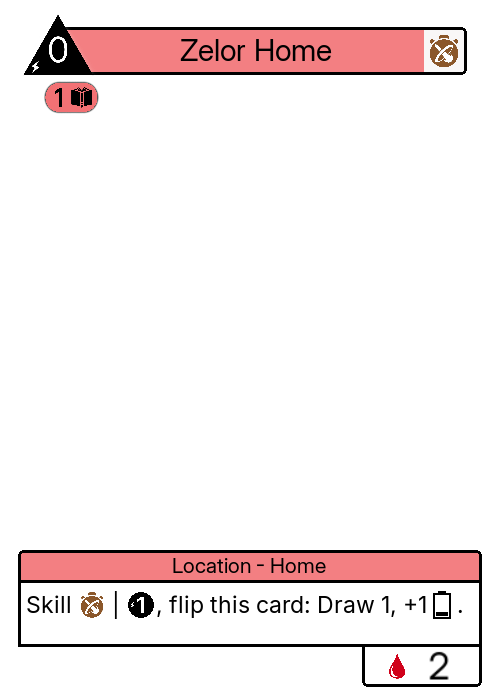 0
Zelor Home
1
Location - Home
Skill | 1, flip this card: Draw 1, +1 .
2